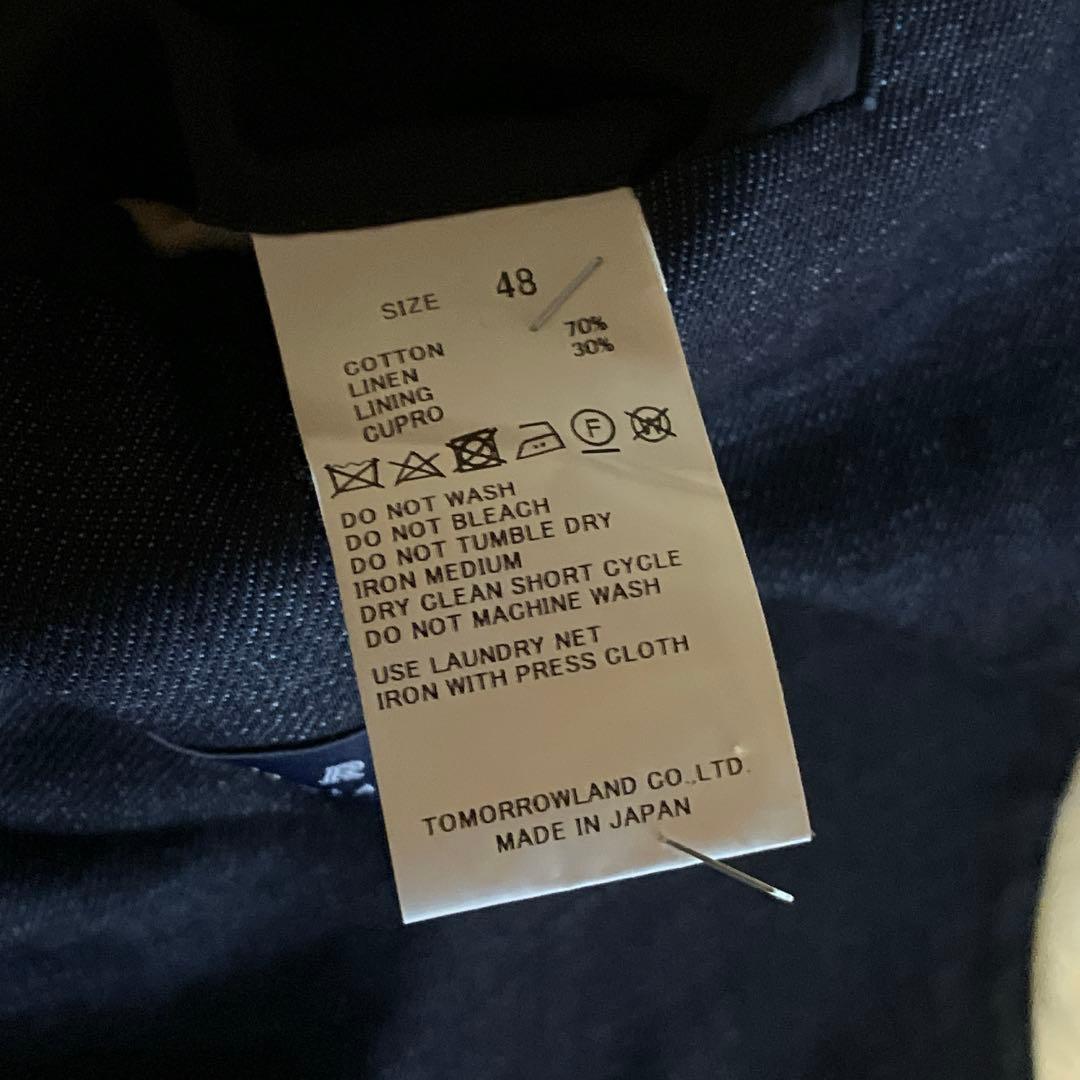 SIZE 48
COTTON 70%
LINEN 30%
LINING
CUPRO
F W
DO NOT WASH
DO NOT BLEACH
DO NOT TUMBLE DRY
IRON MEDIUM
DRY CLEAN SHORT CYCLE
DO NOT MACHINE WASH
USE LAUNDRY NET
IRON WITH PRESS CLOTH
TOMORROWLAND CO.,LTD.
MADE IN JAPAN